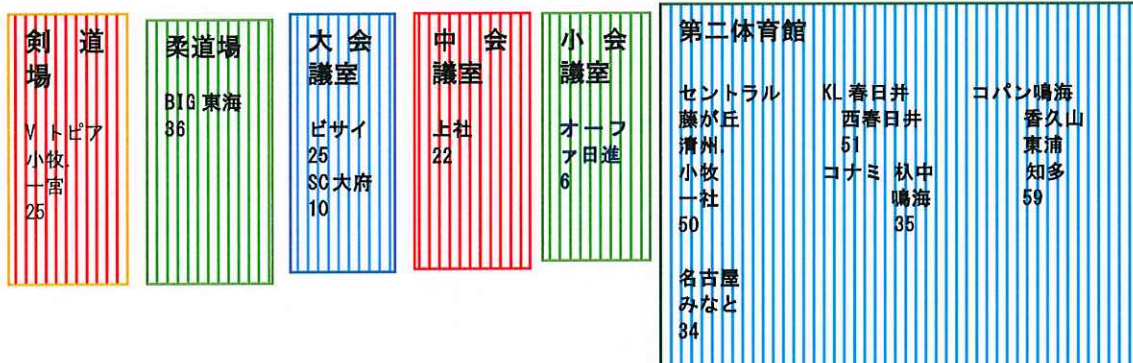 剣道
場
V トピア
小牧.
一宮
25
柔道場
BIG 東海
36
大会
議室
ビサイ
25
SC 大府
10
中会
議室
上社
22
小会
議室
オーフ
ァ日進
6
第二体育館
セントラル
藤が丘
清州.
小牧
一社
50
名古屋
みなと
34
KL 春日井
西春日井
51
コナミ 杁中
鳴海
35
コパン鳴海
香久山
東浦
知多
59